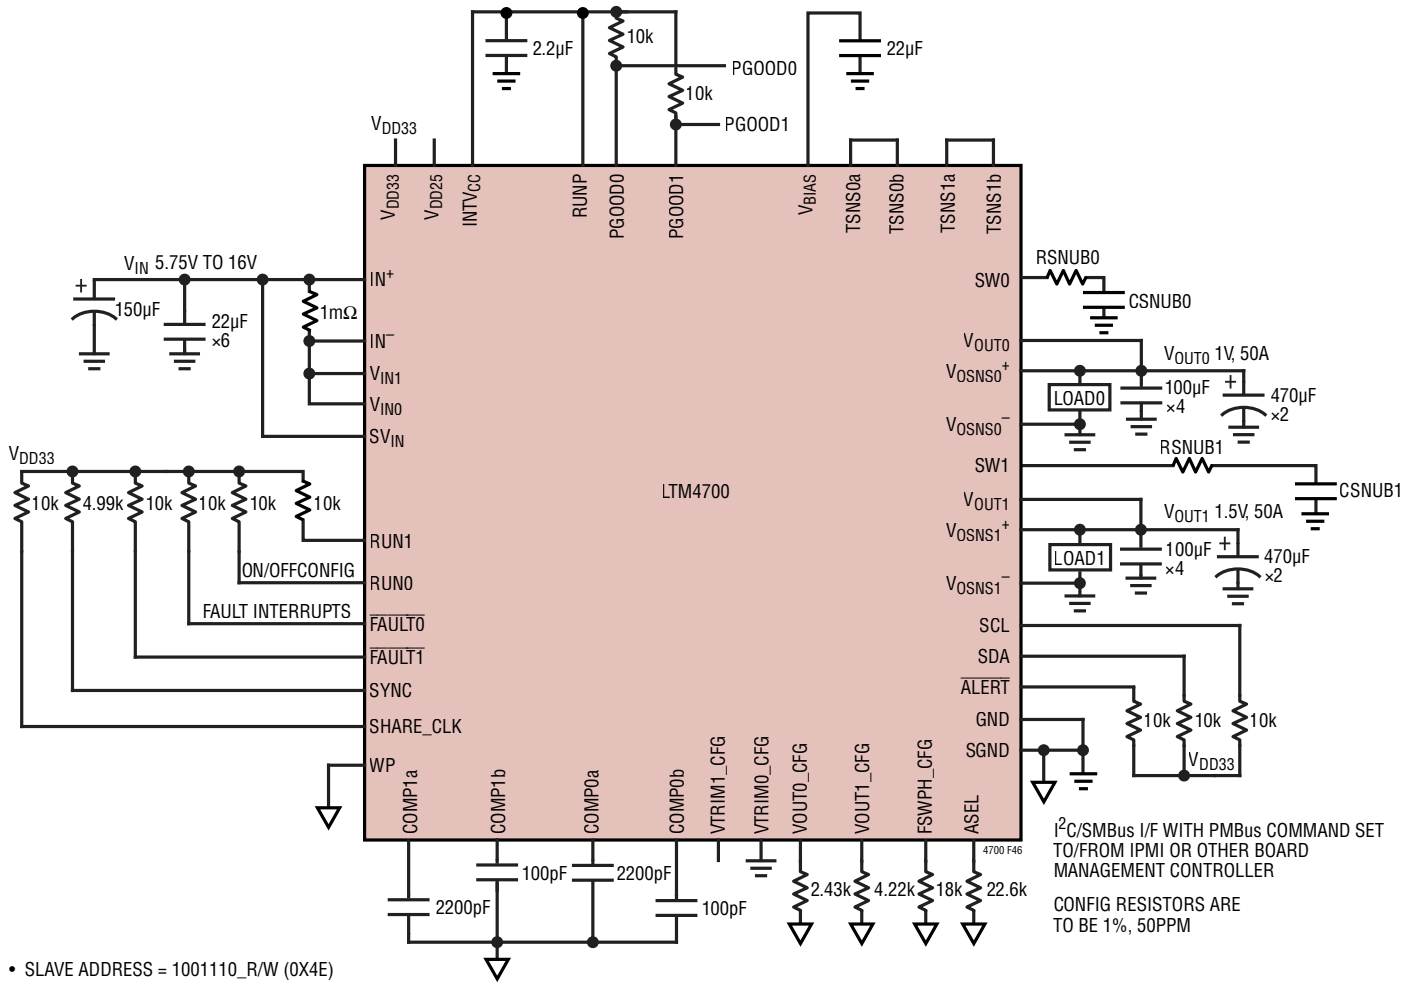 2.2µF
10k
PGOOD0
10k
PGOOD1
22µF
VDD33
VDD33
VDD25
INTVCC
RUNP
PGOOD0
PGOOD1
VBIAS
TSNS0a
TSNS0b
TSNS1a
TSNS1b
VIN 5.75V TO 16V
+
150µF
22µF
×6
1mΩ
IN+
IN–
VIN1
VIN0
SVIN
VDD33
10k
4.99k
10k
10k
10k
10k
RUN1
ON/OFFCONFIG
RUN0
FAULT INTERRUPTS
FAULT0
FAULT1
SYNC
SHARE_CLK
WP
LTM4700
SW0
RSNUB0
CSNUB0
VOUT0
VOUT0 1V, 50A
VOSNS0+
LOAD0
100µF
×4
+
470µF
×2
VOSNS0–
SW1
RSNUB1
CSNUB1
VOUT1
VOUT1 1.5V, 50A
VOSNS1+
LOAD1
100µF
×4
+
470µF
×2
VOSNS1–
SCL
SDA
ALERT
GND
SGND
10k
10k
10k
VDD33
COMP1a
COMP1b
COMP0a
COMP0b
VTRIM1_CFG
VTRIM0_CFG
VOUT0_CFG
VOUT1_CFG
FSWPH_CFG
ASEL
4700 F46
2200pF
100pF
2200pF
100pF
2.43k
4.22k
18k
22.6k
I2C/SMBus I/F WITH PMBus COMMAND SET
TO/FROM IPMI OR OTHER BOARD
MANAGEMENT CONTROLLER
CONFIG RESISTORS ARE
TO BE 1%, 50PPM
• SLAVE ADDRESS = 1001110_R/W (0X4E)